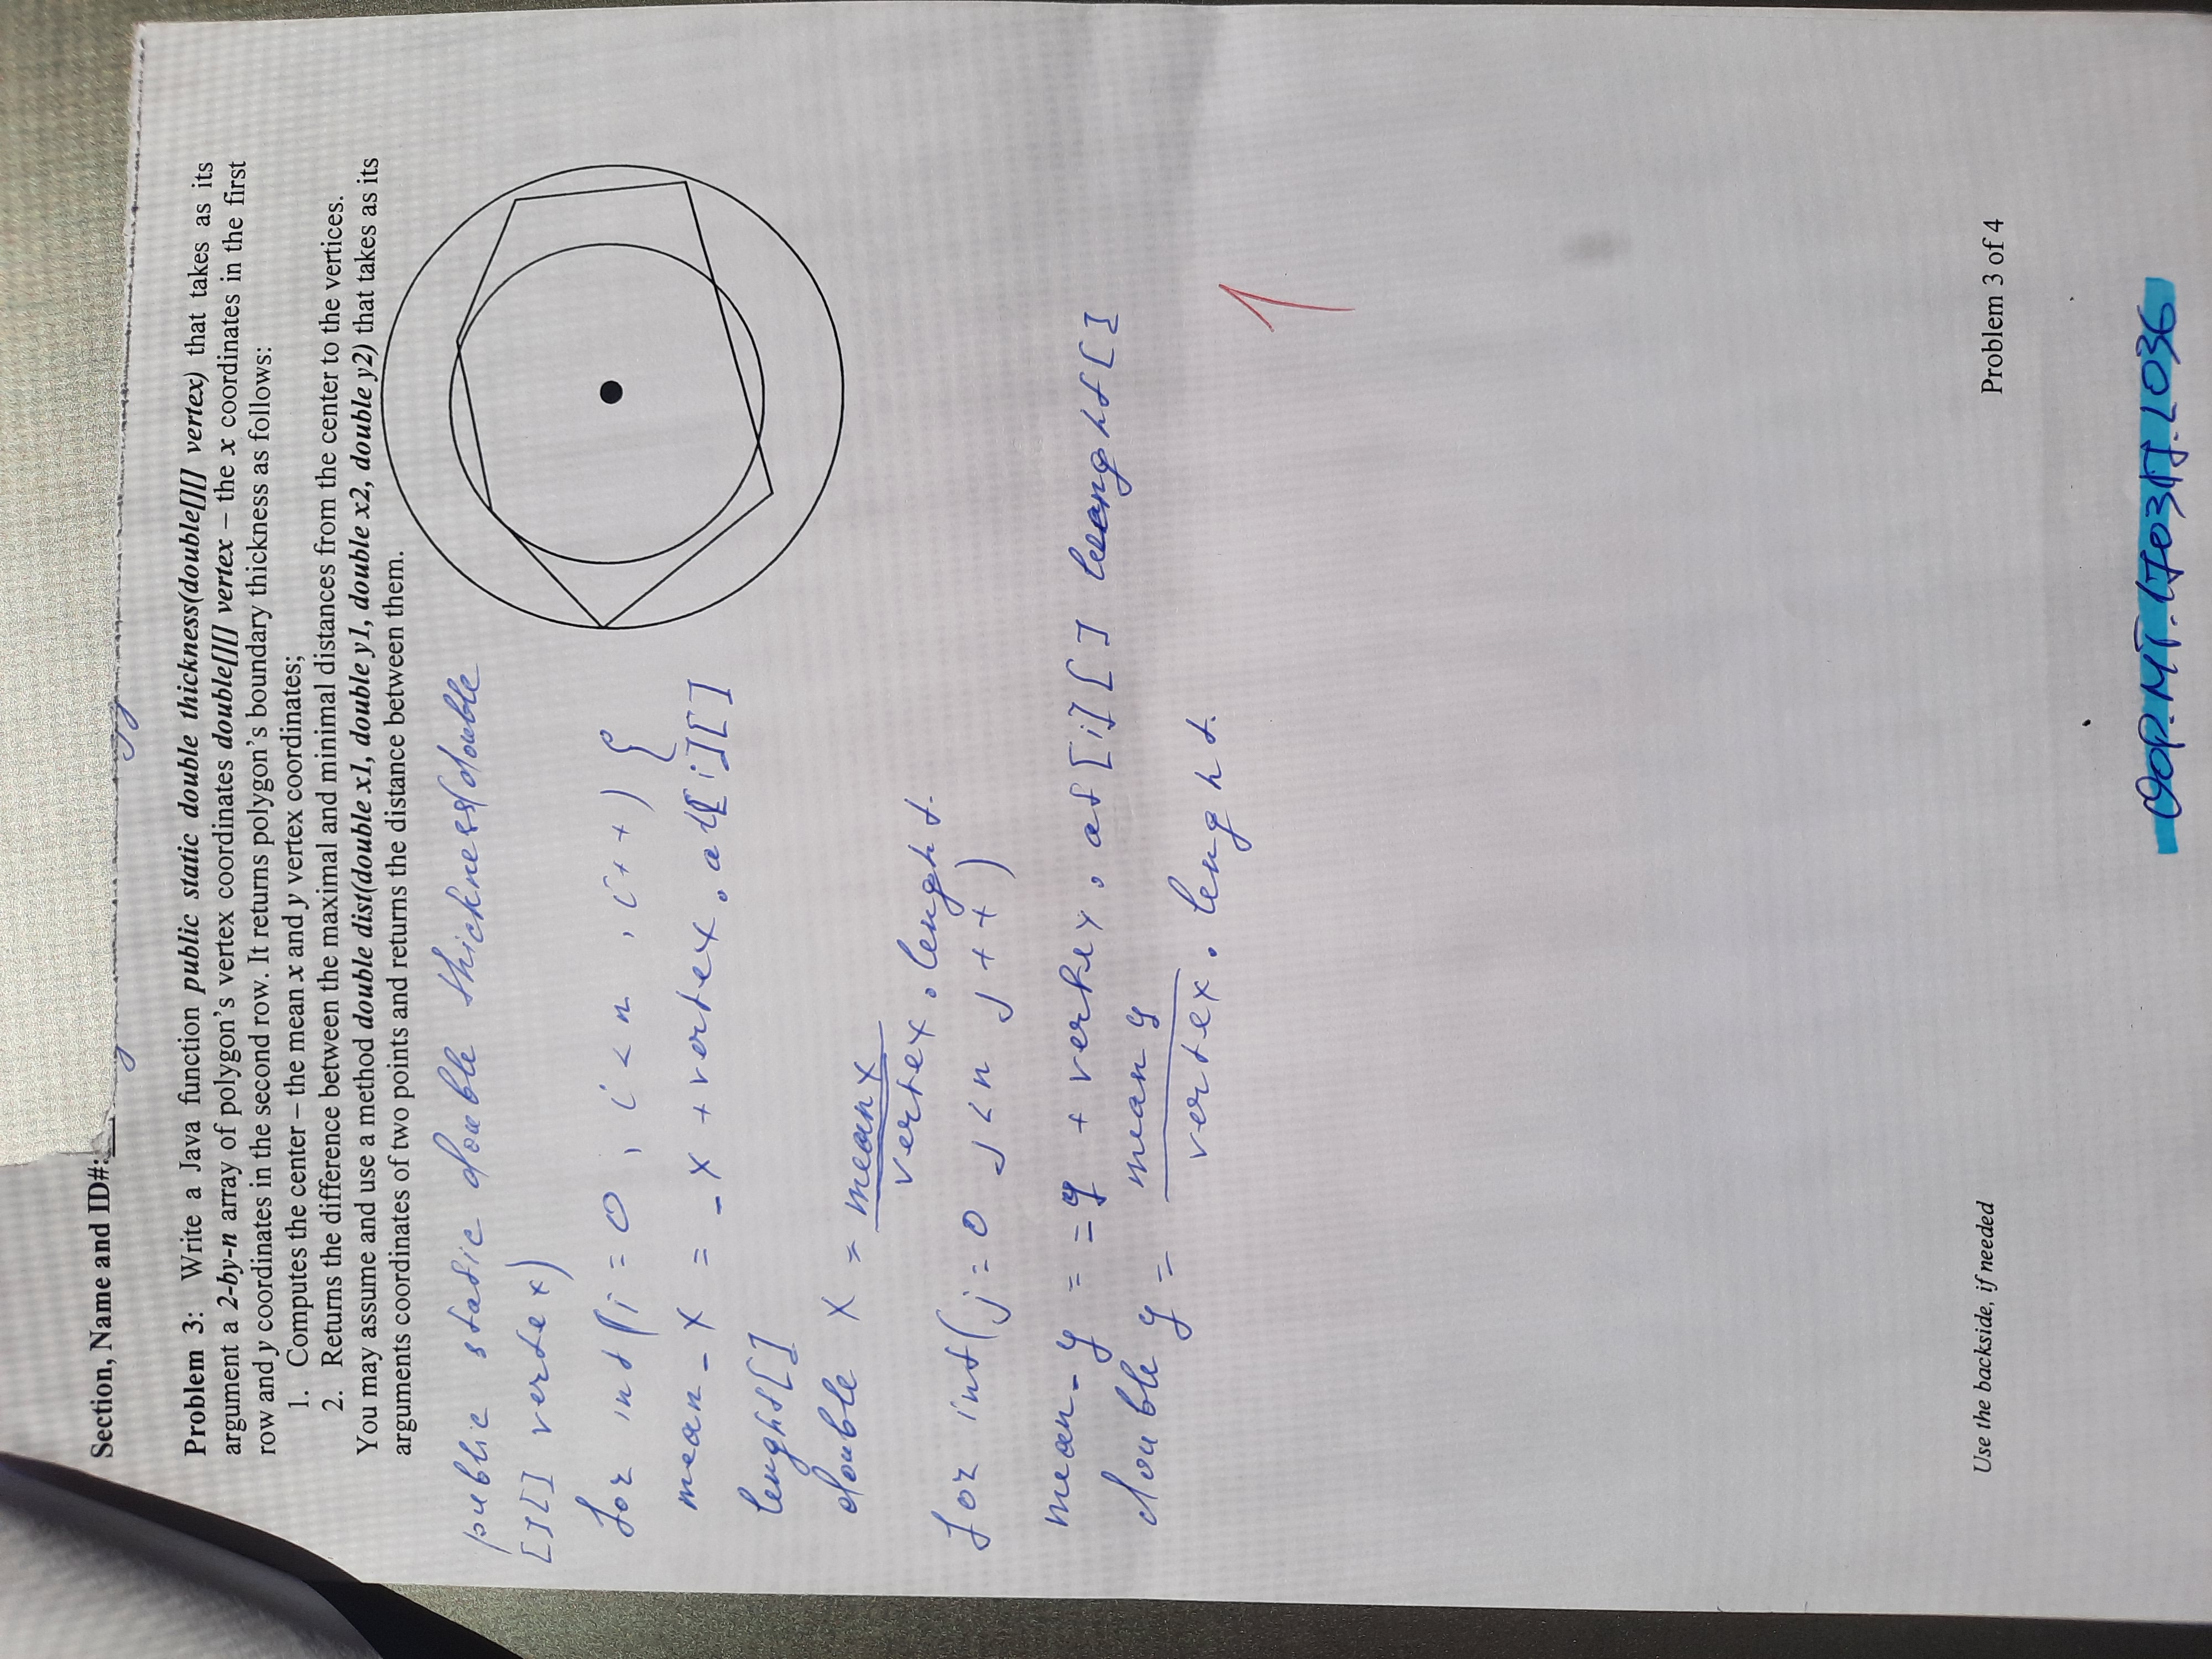 Section, Name and ID#:
Problem 3: Write a Java function public static double thickness(double[][] vertex) that takes as its
argument a 2-by-n array of polygon's vertex coordinates double[][] vertex – the x coordinates in the first
row and y coordinates in the second row. It returns polygon's boundary thickness as follows:
1. Computes the center – the mean x and y vertex coordinates;
2. Returns the difference between the maximal and minimal distances from the center to the vertices.
You may assume and use a method double dist(double x1, double y1, double x2, double y2) that takes as its
arguments coordinates of two points and returns the distance between them.
public static double thickness(double
[][] vertex)
for int(i = 0 , i < n , i++) {
mean_x = _x + vertex.at[i][]
lenght[]
double x = mean x
vertex.lenght.
for int(j = 0 j < n j++)
mean_y = =y + vertex.at[i][] lenght[]
double y = mean y
vertex.lenght.
1
Use the backside, if needed
Problem 3 of 4
OOP.MT.